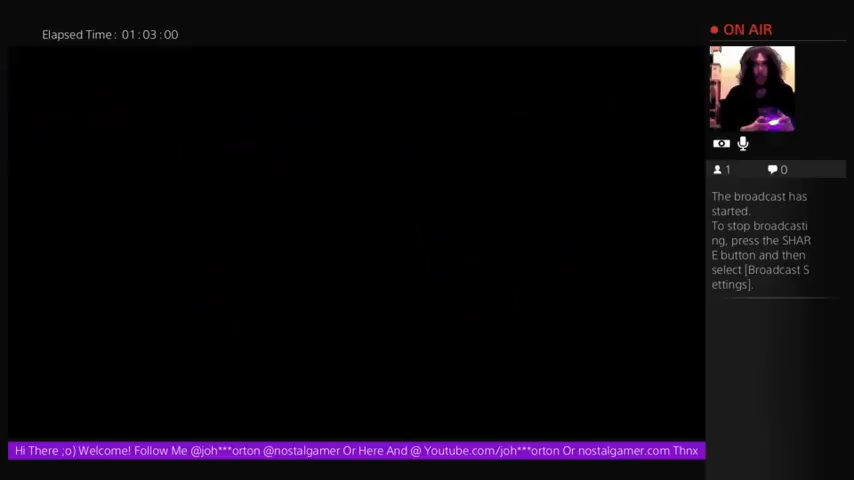 Elapsed Time: 01:03:00
ON AIR
1 0
The broadcast has
started.
To stop broadcasti
ng, press the SHAR
E button and then
select [Broadcast S
ettings].
Hi There ;o) Welcome! Follow Me @joh***orton @nostalgamer Or Here And @ Youtube.com/joh***orton Or nostalgamer.com Thnx